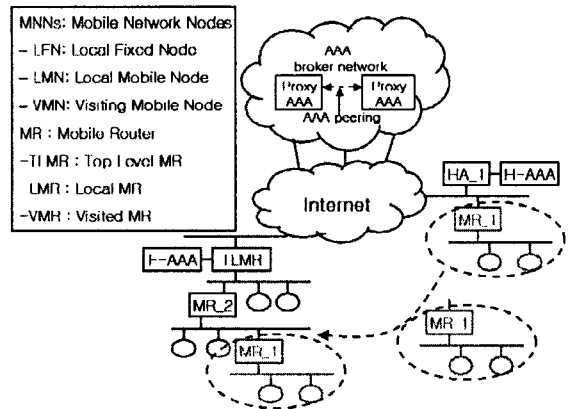 MNNs: Mobile Network Nodes
- LFN: Local Fixed Node
- LMN: Local Mobile Node
- VMN: Visiting Mobile Node
MR : Mobile Router
-TLMR : Top Level MR
LMR : Local MR
-VMR : Visited MR
AAA
broker network
Proxy
AAA
Proxy
AAA
AAA peering
Internet
HA_1
H-AAA
MR_1
H-AAA
TLMR
MR_2
MR_1
MR_1